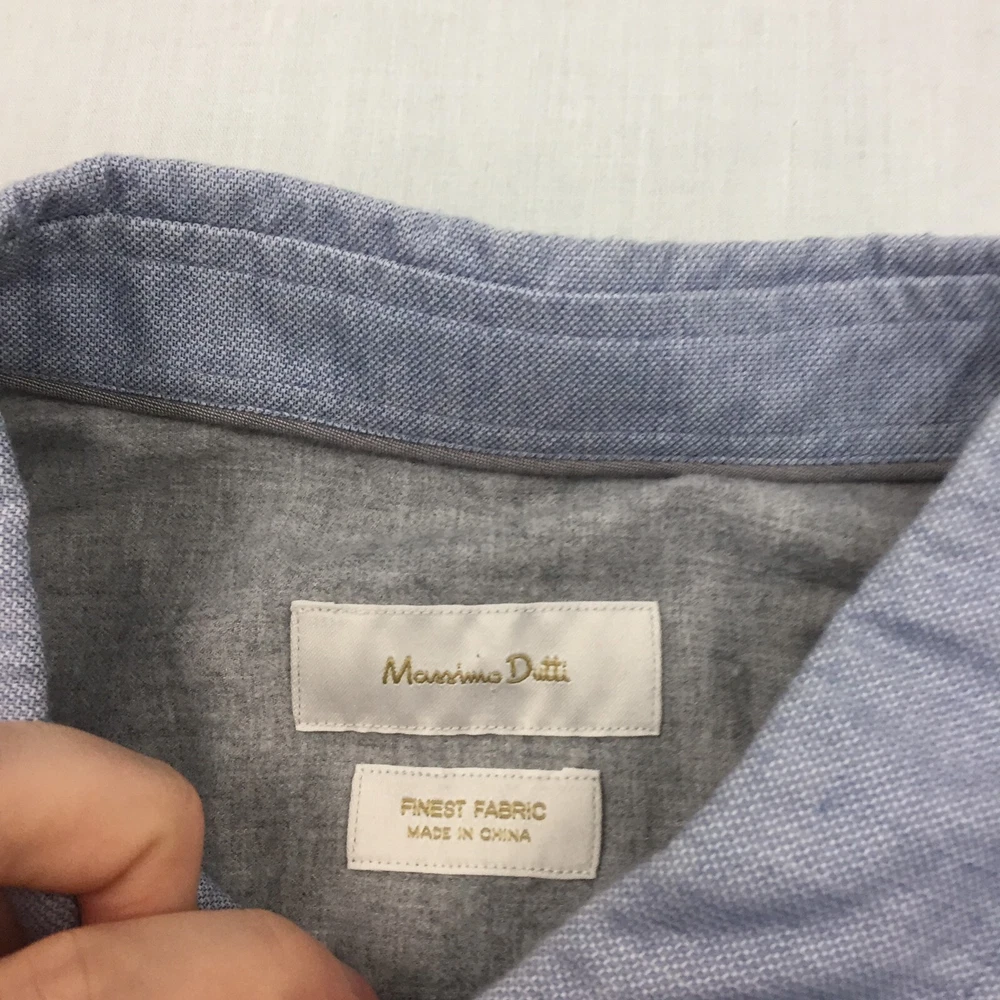 Massimo Dutti
FINEST FABRIC
MADE IN CHINA